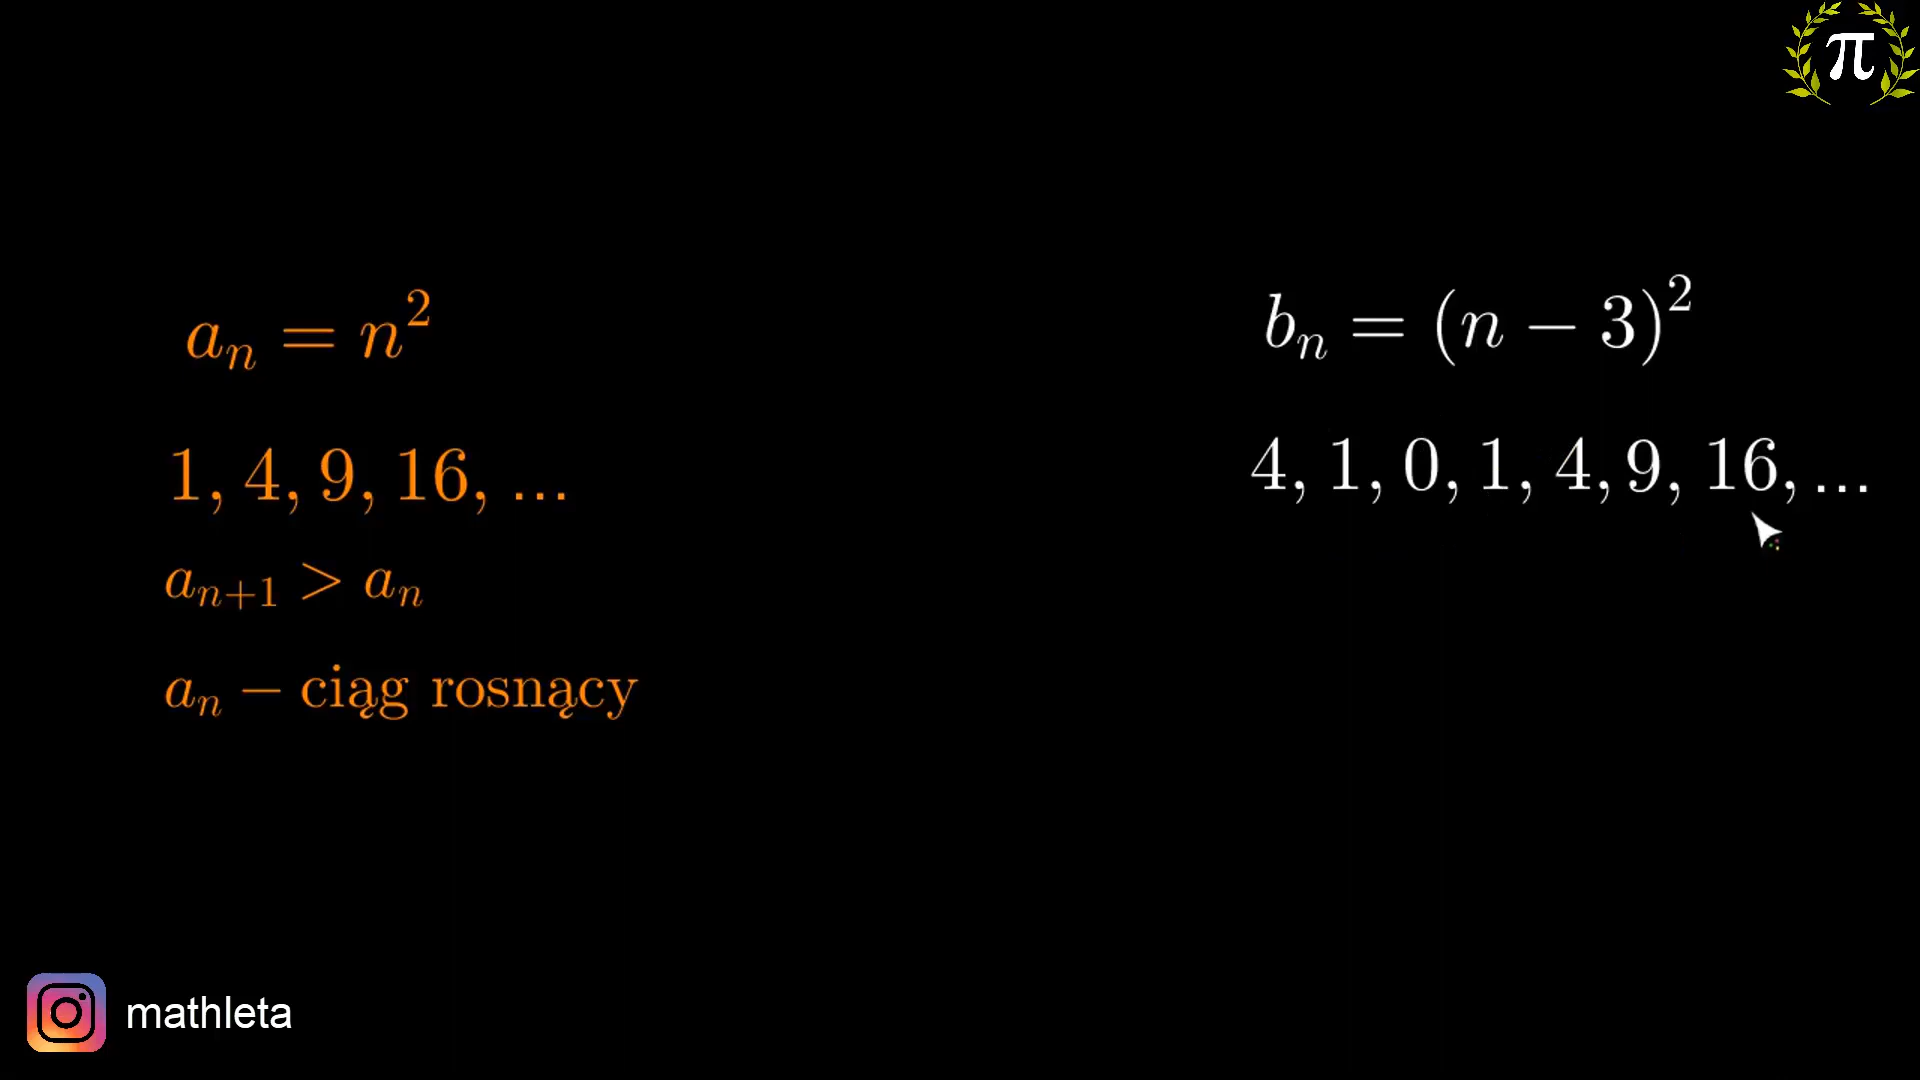 π
aₙ = n²
1, 4, 9, 16, ...
aₙ₊₁ > aₙ
aₙ – ciąg rosnący
bₙ = (n − 3)²
4, 1, 0, 1, 4, 9, 16, ...
mathleta